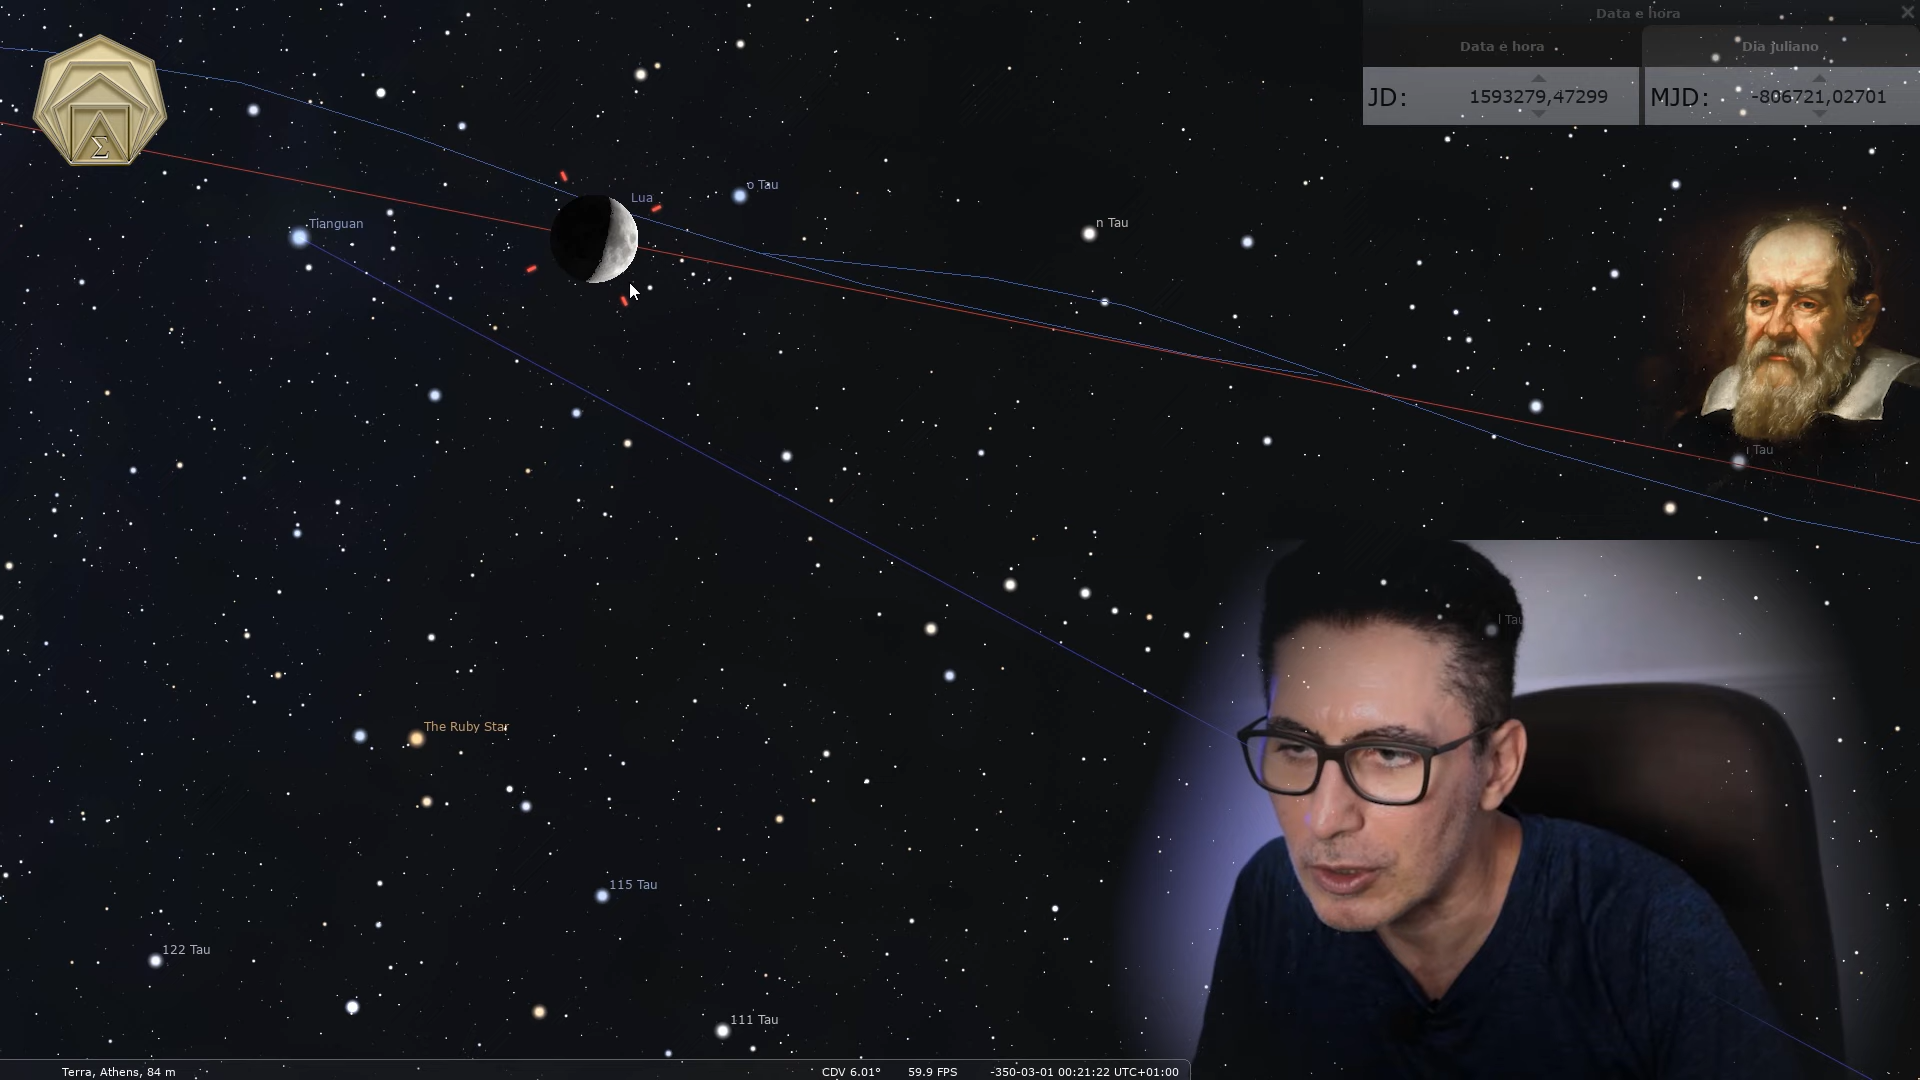 Data e hora
Data e hora
Dia juliano
JD: 1593279,47299
MJD: -806721,02701
Σ
Lua
o Tau
Tianguan
n Tau
ι Tau
l Tau
The Ruby Star
115 Tau
122 Tau
111 Tau
Terra, Athens, 84 m
CDV 6.01°
59.9 FPS
-350-03-01 00:21:22 UTC+01:00